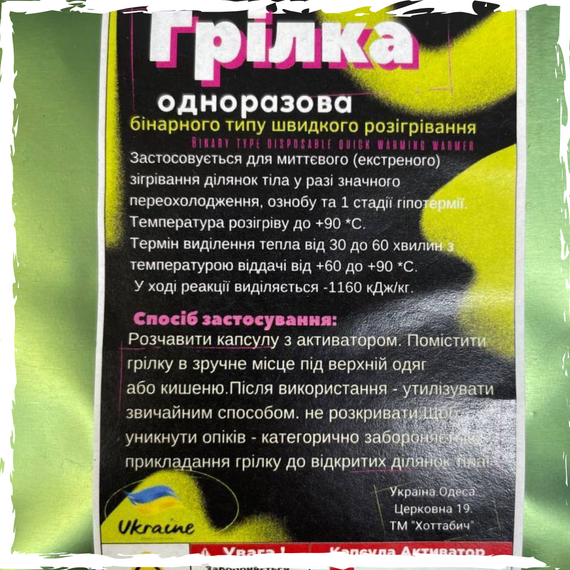 Грілка
одноразова
бінарного типу швидкого розігрівання
BINARY TYPE DISPOSABLE QUICK WARMING WARMER
Застосовується для миттєвого (екстреного)
зігрівання ділянок тіла у разі значного
переохолодження, ознобу та 1 стадії гіпотермії.
Температура розігріву до +90 *С.
Термін виділення тепла від 30 до 60 хвилин з
температурою віддачі від +60 до +90 *С.
У ході реакції виділяється -1160 кДж/кг.
Спосіб застосування:
Розчавити капсулу з активатором. Помістити
грілку в зручне місце під верхній одяг
або кишеню.Після використання - утилізувати
звичайним способом. не розкривати.Щоб
уникнути опіків - категорично забороняється
прикладання грілку до відкритих ділянок тіла!
Україна.Одеса.
Церковна 19.
ТМ "Хоттабич"
Ukraine
Увага !
Капсула Активатор
Забороняється